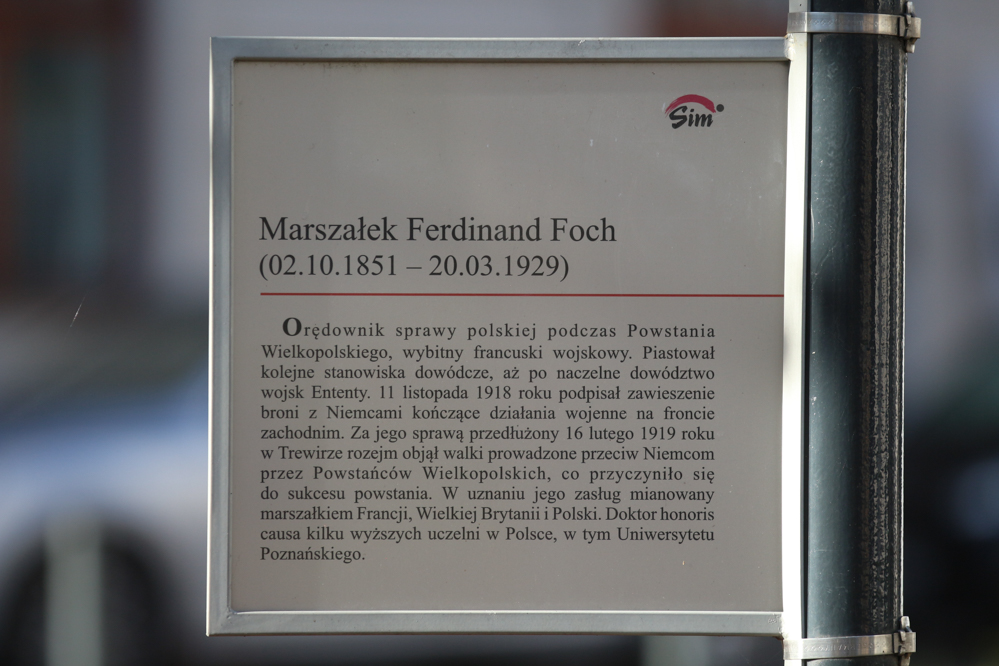 Sim
Marszałek Ferdinand Foch
(02.10.1851 – 20.03.1929)
Orędownik sprawy polskiej podczas Powstania
Wielkopolskiego, wybitny francuski wojskowy. Piastował
kolejne stanowiska dowódcze, aż po naczelne dowództwo
wojsk Ententy. 11 listopada 1918 roku podpisał zawieszenie
broni z Niemcami kończące działania wojenne na froncie
zachodnim. Za jego sprawą przedłużony 16 lutego 1919 roku
w Trewirze rozejm objął walki prowadzone przeciw Niemcom
przez Powstańców Wielkopolskich, co przyczyniło się
do sukcesu powstania. W uznaniu jego zasług mianowany
marszałkiem Francji, Wielkiej Brytanii i Polski. Doktor honoris
causa kilku wyższych uczelni w Polsce, w tym Uniwersytetu
Poznańskiego.